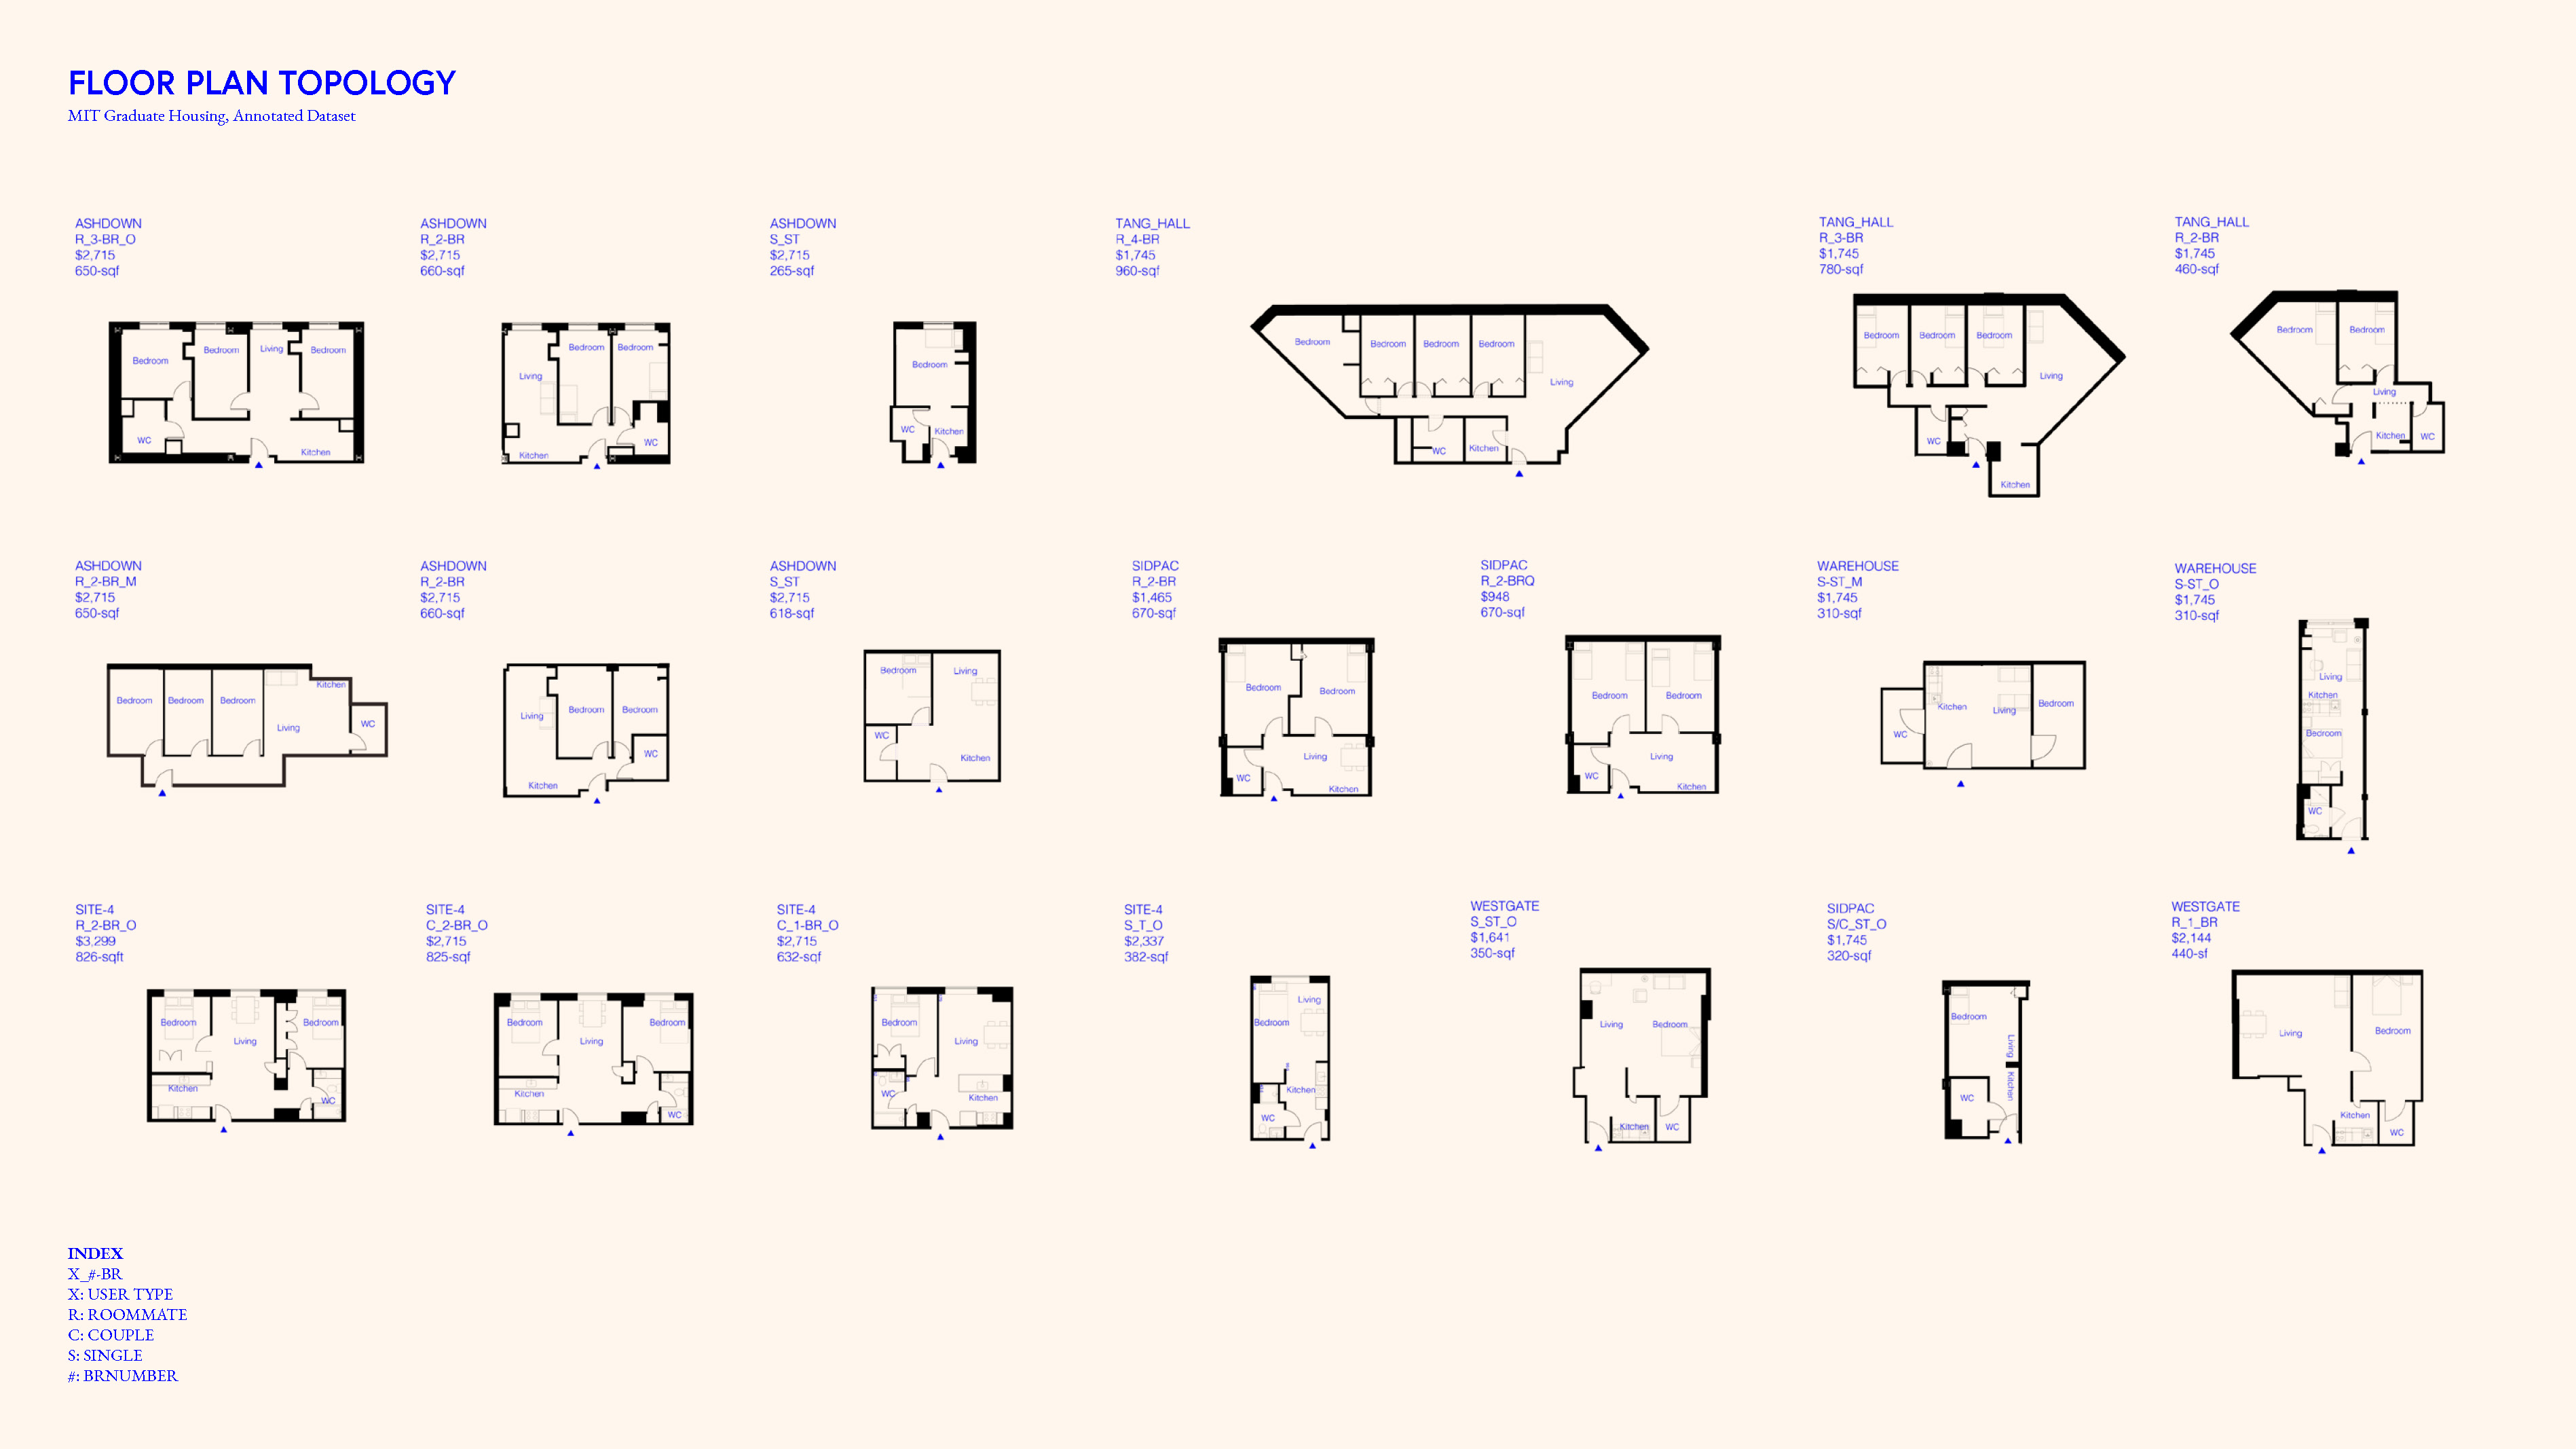 FLOOR PLAN TOPOLOGY
MIT Graduate Housing, Annotated Dataset
ASHDOWN
R_3-BR_O
$2,715
650-sqf
Bedroom
Bedroom
Living
Bedroom
WC
Kitchen
ASHDOWN
R_2-BR
$2,715
660-sqf
Bedroom
Bedroom
Living
WC
Kitchen
ASHDOWN
S_ST
$2,715
265-sqf
Bedroom
WC
Kitchen
TANG_HALL
R_4-BR
$1,745
960-sqf
Bedroom
Bedroom
Bedroom
Bedroom
Living
WC
Kitchen
TANG_HALL
R_3-BR
$1,745
780-sqf
Bedroom
Bedroom
Bedroom
Living
WC
Kitchen
TANG_HALL
R_2-BR
$1,745
460-sqf
Bedroom
Bedroom
Living
Kitchen
WC
ASHDOWN
R_2-BR_M
$2,715
650-sqf
Kitchen
Bedroom
Bedroom
Bedroom
Living
WC
ASHDOWN
R_2-BR
$2,715
660-sqf
Living
Bedroom
Bedroom
WC
Kitchen
ASHDOWN
S_ST
$2,715
618-sqf
Bedroom
Living
WC
Kitchen
SIDPAC
R_2-BR
$1,465
670-sqf
Bedroom
Bedroom
Living
WC
Kitchen
SIDPAC
R_2-BRQ
$948
670-sqf
Bedroom
Bedroom
Living
WC
Kitchen
WAREHOUSE
S-ST_M
$1,745
310-sqf
Kitchen
Living
Bedroom
WC
WAREHOUSE
S-ST_O
$1,745
310-sqf
Living
Kitchen
Bedroom
WC
SITE-4
R_2-BR_O
$3,299
826-sqft
Bedroom
Bedroom
Living
Kitchen
WC
SITE-4
C_2-BR_O
$2,715
825-sqf
Bedroom
Bedroom
Living
Kitchen
WC
SITE-4
C_1-BR_O
$2,715
632-sqf
Bedroom
Living
WC
Kitchen
SITE-4
S_T_O
$2,337
382-sqf
Living
Bedroom
Kitchen
WC
WESTGATE
S_ST_O
$1,641
350-sqf
Living
Bedroom
Kitchen
WC
SIDPAC
S/C_ST_O
$1,745
320-sqf
Bedroom
Living
Kitchen
WC
WESTGATE
R_1_BR
$2,144
440-sf
Living
Bedroom
Kitchen
WC
INDEX
X_#-BR
X: USER TYPE
R: ROOMMATE
C: COUPLE
S: SINGLE
#: BRNUMBER